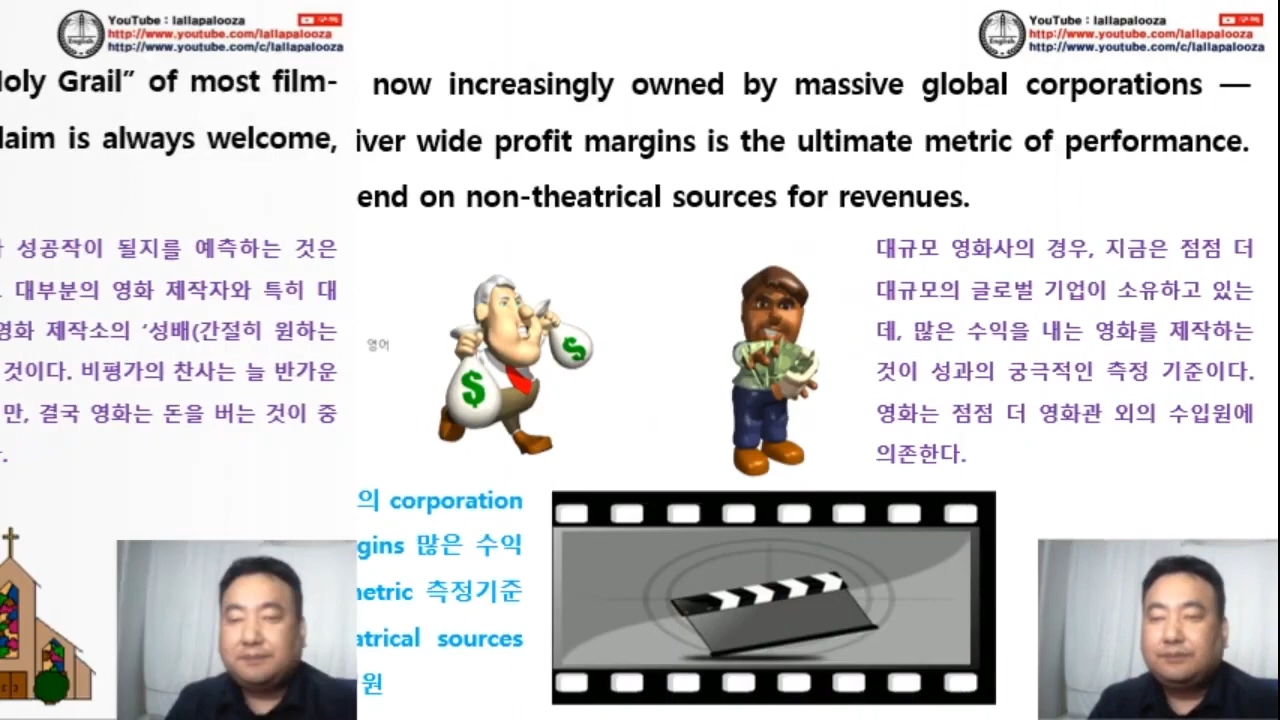 YouTube : lallapalooza
구독
http://www.youtube.com/lallapalooza
http://www.youtube.com/c/lallapalooza
English
Grail” of most film-
is always welcome,
성공작이 될지를 예측하는 것은
대부분의 영화 제작자와 특히 대
영화 제작소의 ‘성배(간절히 원하는
것이다. 비평가의 찬사는 늘 반가운
만, 결국 영화는 돈을 버는 것이 중
YouTube : lallapalooza
구독
http://www.youtube.com/lallapalooza
http://www.youtube.com/c/lallapalooza
English
now increasingly owned by massive global corporations —
wide profit margins is the ultimate metric of performance.
on non-theatrical sources for revenues.
영어
$
$
대규모 영화사의 경우, 지금은 점점 더
대규모의 글로벌 기업이 소유하고 있는
데, 많은 수익을 내는 영화를 제작하는
것이 성과의 궁극적인 측정 기준이다.
영화는 점점 더 영화관 외의 수입원에
의존한다.
의 corporation
많은 수익
측정기준
sources
원